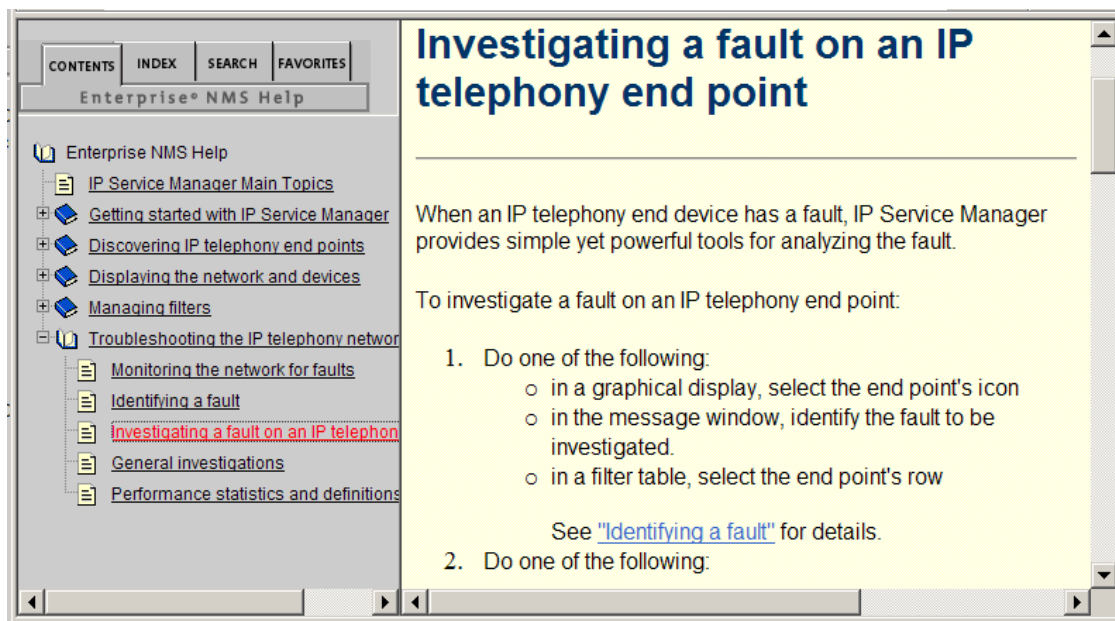 CONTENTS INDEX SEARCH FAVORITES
Enterprise® NMS Help
Enterprise NMS Help
IP Service Manager Main Topics
Getting started with IP Service Manager
Discovering IP telephony end points
Displaying the network and devices
Managing filters
Troubleshooting the IP telephony networ
Monitoring the network for faults
Identifying a fault
Investigating a fault on an IP telephon
General investigations
Performance statistics and definitions
Investigating a fault on an IP
telephony end point
When an IP telephony end device has a fault, IP Service Manager
provides simple yet powerful tools for analyzing the fault.
To investigate a fault on an IP telephony end point:
1. Do one of the following:
o in a graphical display, select the end point's icon
o in the message window, identify the fault to be
investigated.
o in a filter table, select the end point's row
See "Identifying a fault" for details.
2. Do one of the following: